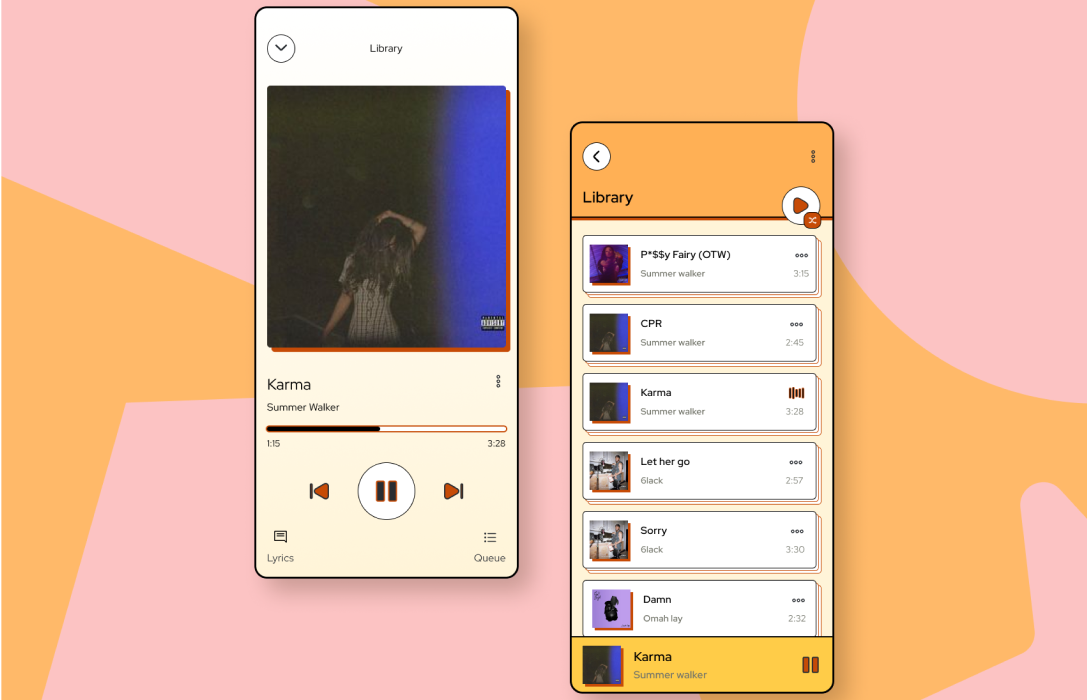 Library
Karma
Summer Walker
1:15
3:28
Lyrics
Queue
Library
P*$$y Fairy (OTW)
Summer walker
3:15
CPR
Summer walker
2:45
Karma
Summer walker
3:28
Let her go
6lack
2:57
Sorry
6lack
3:30
Damn
Omah lay
2:32
Karma
Summer walker